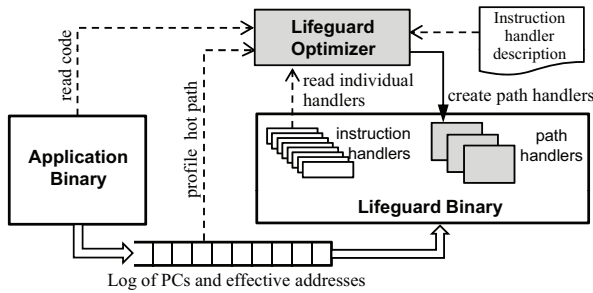 Lifeguard
Optimizer
Instruction
handler
description
read code
profile hot path
read individual
handlers
create path handlers
Application
Binary
instruction
handlers
path
handlers
Lifeguard Binary
Log of PCs and effective addresses